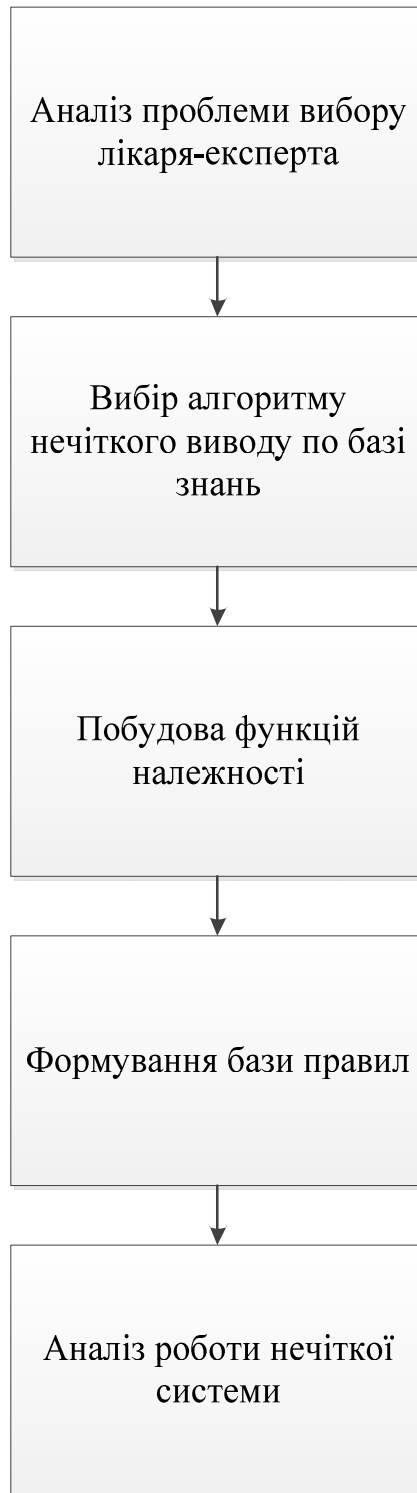 Аналіз проблеми вибору
лікаря-експерта
Вибір алгоритму
нечіткого виводу по базі
знань
Побудова функцій
належності
Формування бази правил
Аналіз роботи нечіткої
системи